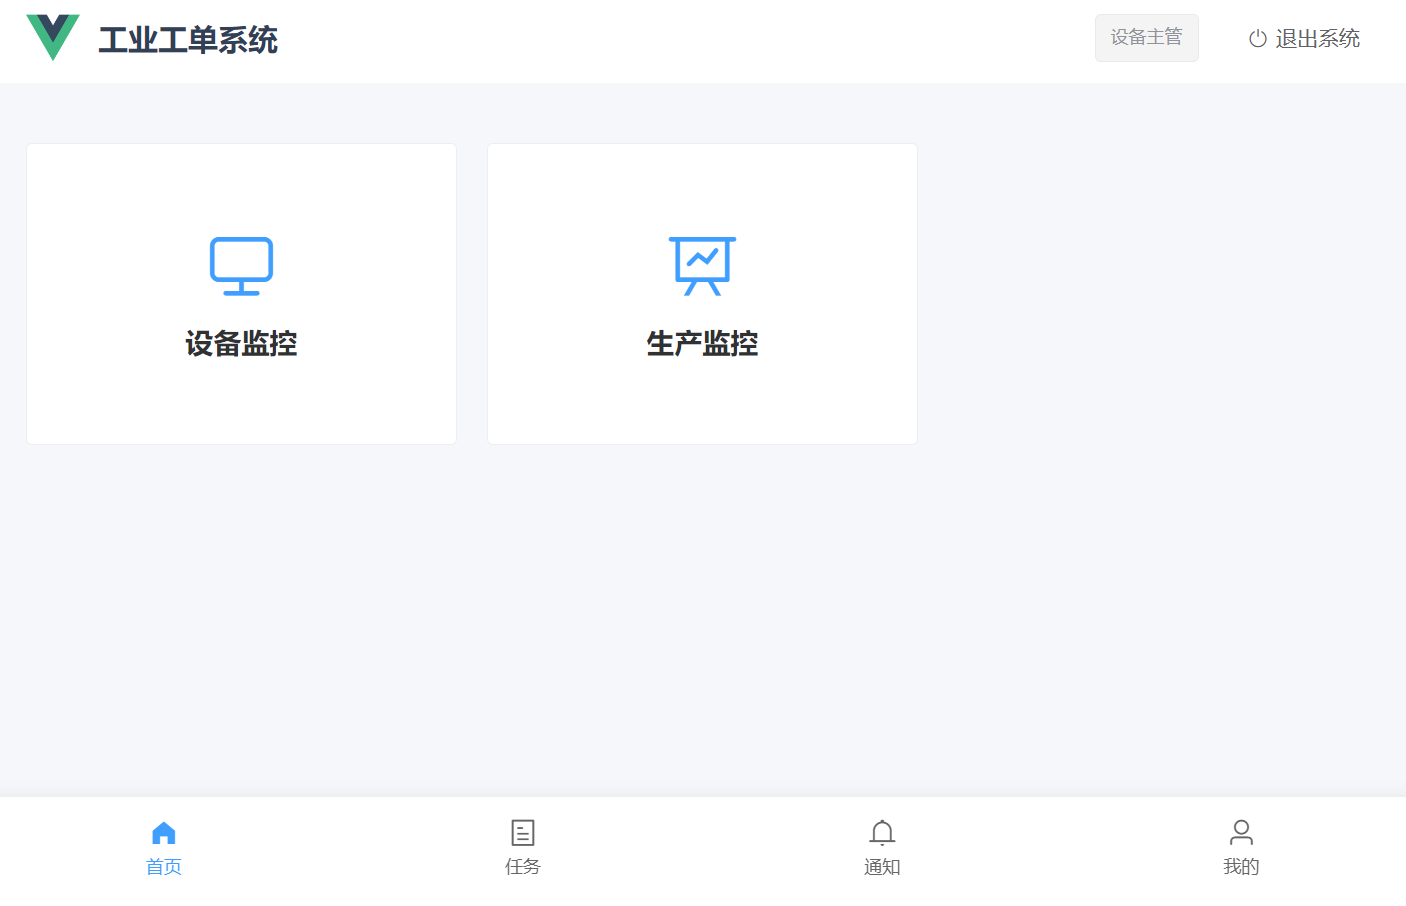 工业工单系统
设备主管
退出系统
设备监控
生产监控
首页
任务
通知
我的